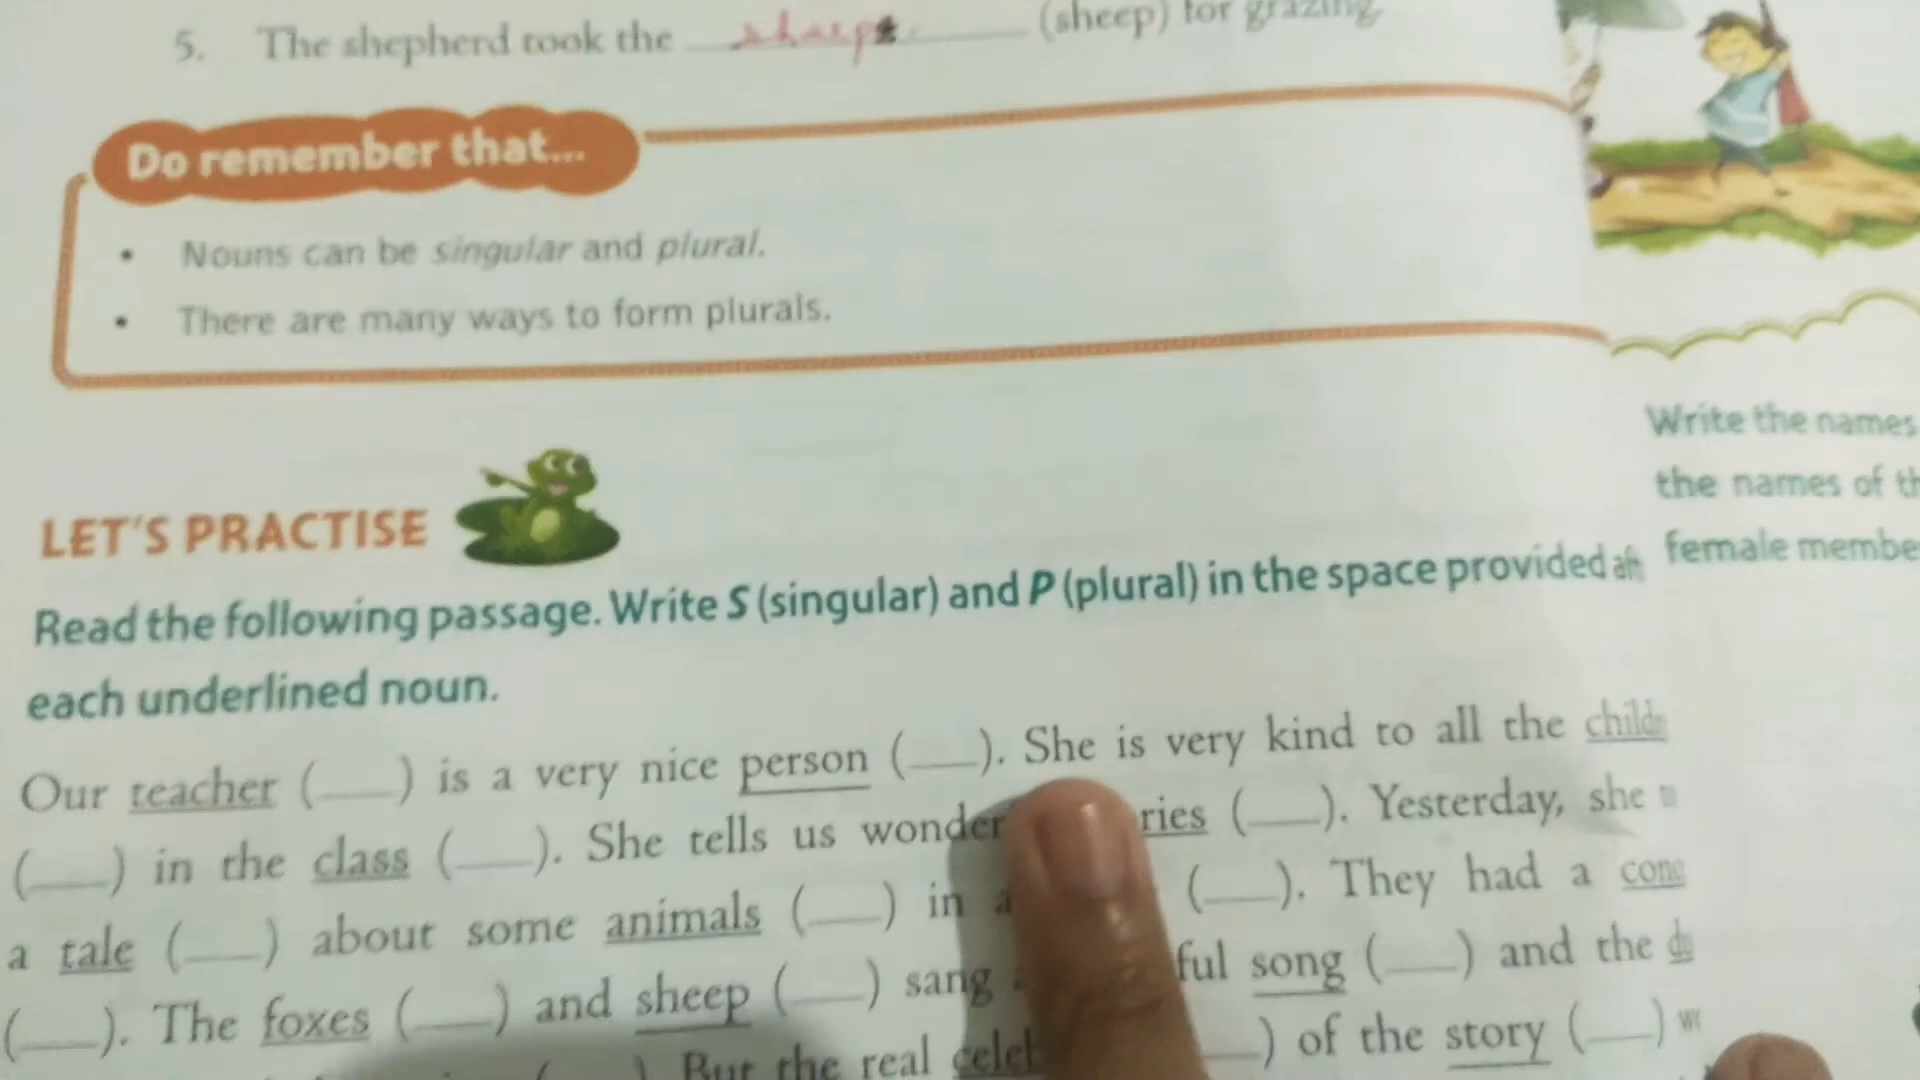 5. The shepherd took the sheep (sheep) for grazing
Do remember that...
• Nouns can be singular and plural.
• There are many ways to form plurals.
Write the names
the names of
female
LET'S PRACTISE
Read the following passage. Write S (singular) and P (plural) in the space provided
each underlined noun.
Our teacher (___) is a very nice person (___). She is very kind to all the
(___) in the class (___). She tells us (___). Yesterday, she
a tale (___) about some animals (___) in (___). They had a
(___). The foxes (___) and sheep (___) sang song (___) and the
(___). But the real (___) of the story (___)